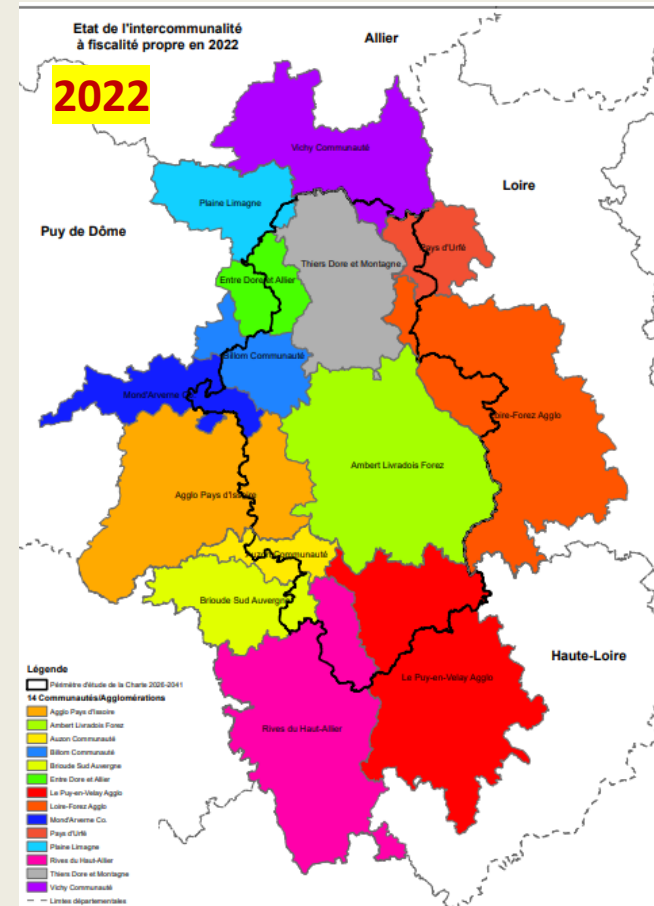 Etat de l'intercommunalité
à fiscalité propre en 2022
2022
Allier
Loire
Puy de Dôme
Haute-Loire
Vichy Communauté
Plaine Limagne
Pays d'Urfé
Thiers Dore et Montagne
Entre Dore et Allier
Billom Communauté
Mond'Arverne Co.
Loire-Forez Agglo
Ambert Livradois Forez
Agglo Pays d'Issoire
Auzon Communauté
Brioude Sud Auvergne
Le Puy-en-Velay Agglo
Rives du Haut-Allier
Légende
Périmètre d'étude de la Charte 2026-2041
14 Communautés/Agglomérations
Agglo Pays d'Issoire
Ambert Livradois Forez
Auzon Communauté
Billom Communauté
Brioude Sud Auvergne
Entre Dore et Allier
Le Puy-en-Velay Agglo
Loire-Forez Agglo
Mond'Arverne Co.
Pays d'Urfé
Plaine Limagne
Rives du Haut-Allier
Thiers Dore et Montagne
Vichy Communauté
Limites départementales